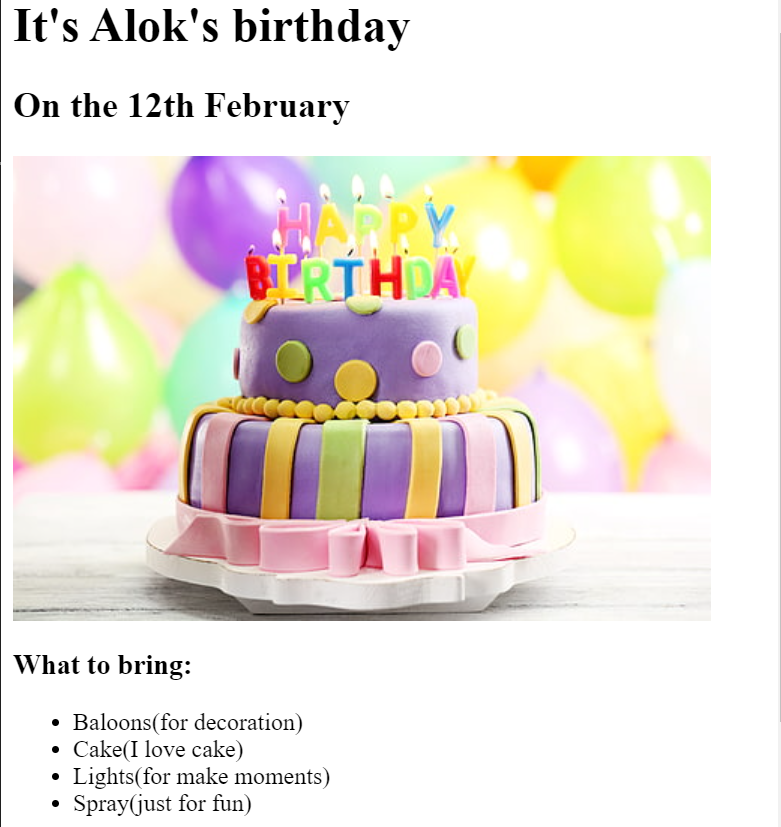 It's Alok's birthday
On the 12th February
HAPPY
BIRTHDAY
What to bring:
Baloons(for decoration)
Cake(I love cake)
Lights(for make moments)
Spray(just for fun)